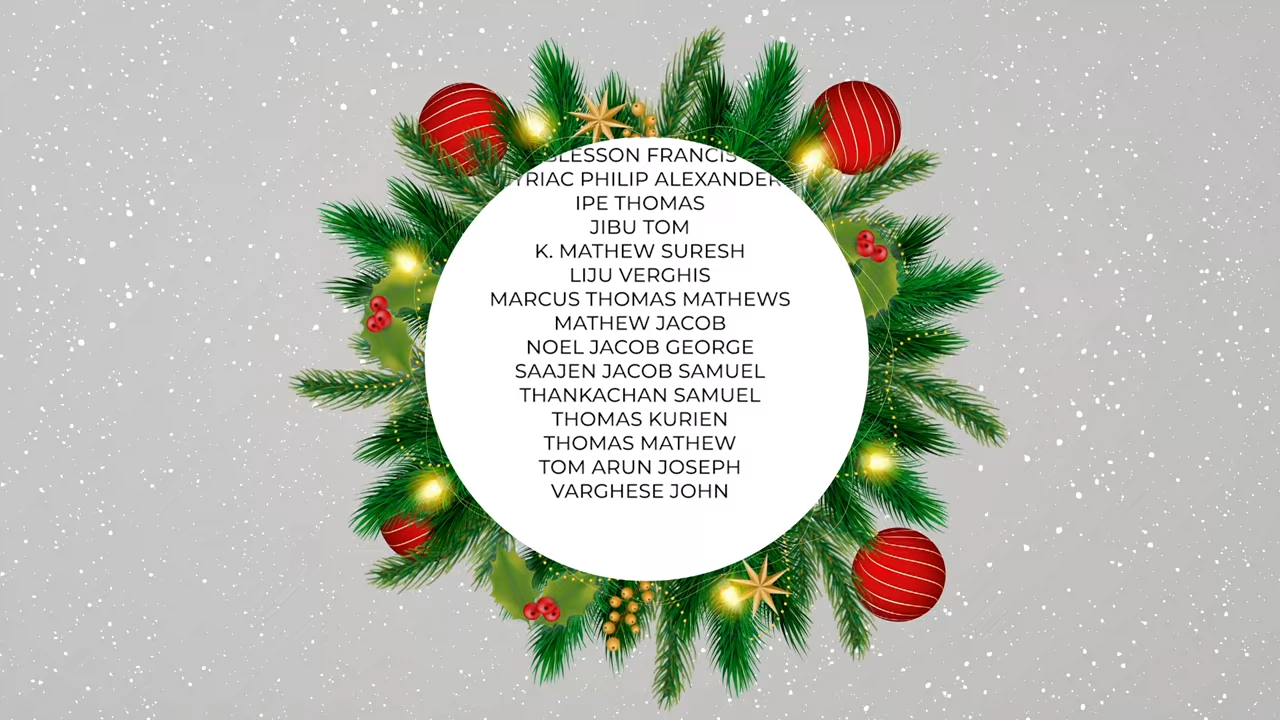 BLESSON FRANCIS
PHILIP ALEXANDER
IPE THOMAS
JIBU TOM
K. MATHEW SURESH
LIJU VERGHIS
MARCUS THOMAS MATHEWS
MATHEW JACOB
NOEL JACOB GEORGE
SAAJEN JACOB SAMUEL
THANKACHAN SAMUEL
THOMAS KURIEN
THOMAS MATHEW
TOM ARUN JOSEPH
VARGHESE JOHN